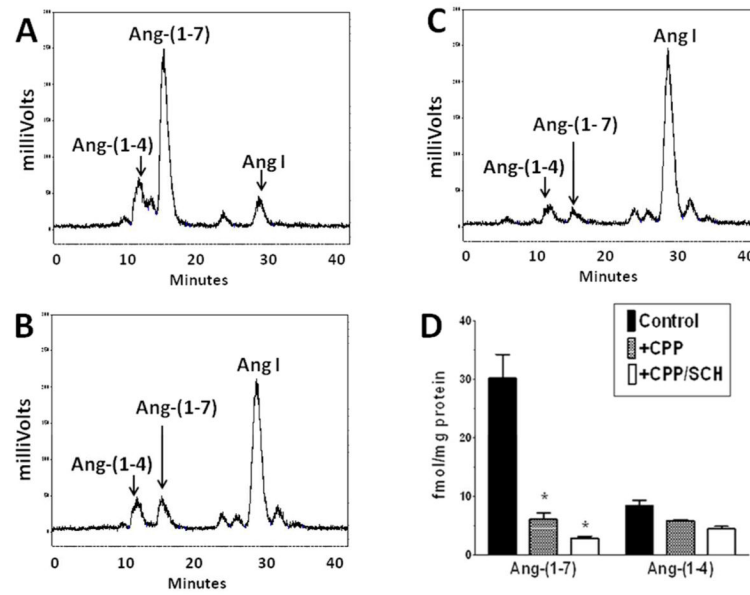 A
Ang-(1-7)
Ang-(1-4)
Ang I
milliVolts
0 10 20 30 40
Minutes
B
Ang I
Ang-(1-7)
Ang-(1-4)
milliVolts
0 10 20 30 40
Minutes
C
Ang I
Ang-(1- 7)
Ang-(1-4)
milliVolts
0 10 20 30 40
Minutes
D
Control
+CPP
+CPP/SCH
fmol/mg protein
40
30
20
10
0
*
*
Ang-(1-7) Ang-(1-4)